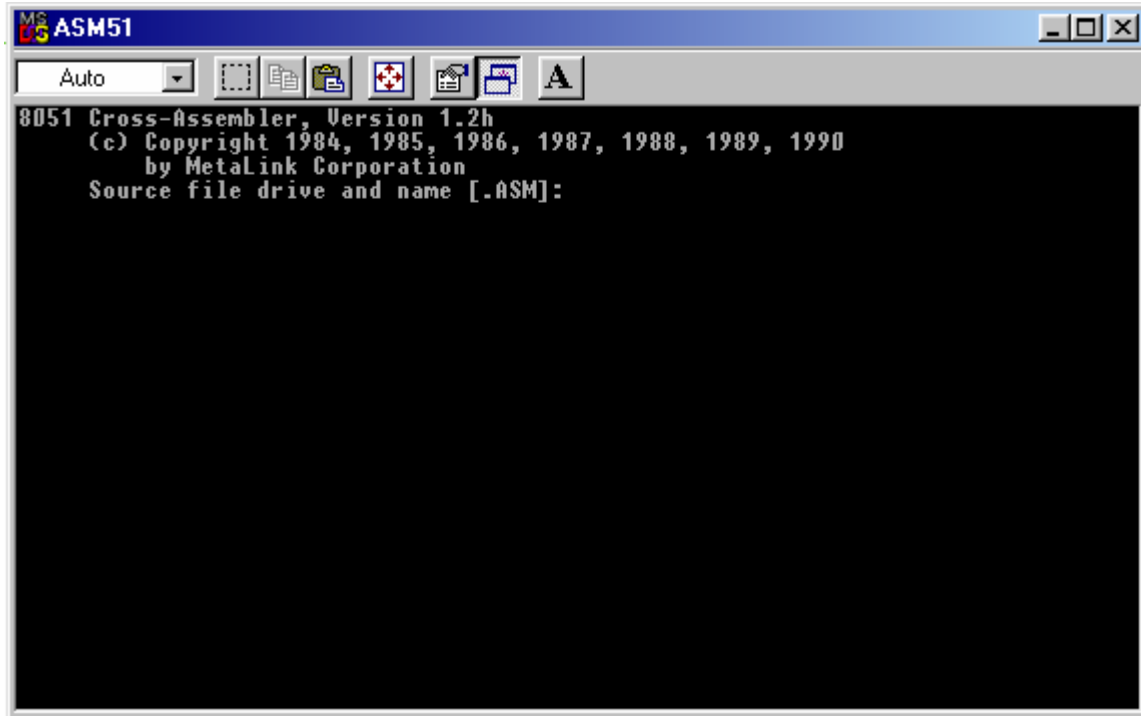 ASM51
Auto
A
8051 Cross-Assembler, Version 1.2h
(c) Copyright 1984, 1985, 1986, 1987, 1988, 1989, 1990
by MetaLink Corporation
Source file drive and name [.ASM]: